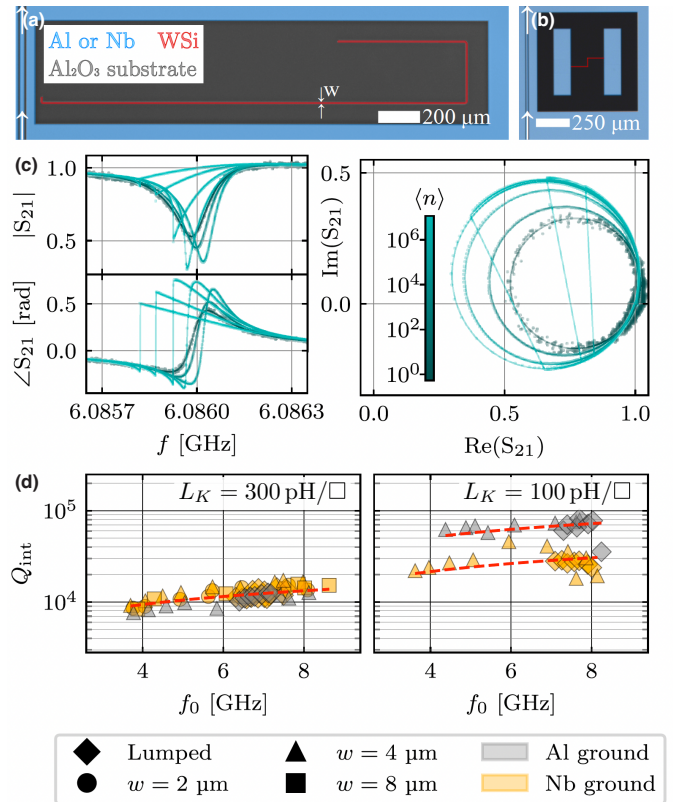 (a)
Al or Nb WSi
Al₂O₃ substrate
w
200 µm
(b)
250 µm
(c)
|S₂₁|
1.0
0.5
∠S₂₁ [rad]
0.5
0.0
6.0857 6.0860 6.0863
f [GHz]
Im(S₂₁)
0.5
0.0
⟨n⟩
10⁶
10⁴
10²
10⁰
0.0 0.5 1.0
Re(S₂₁)
(d)
Q_int
10⁵
10⁴
L_K = 300 pH/□
4 6 8
f₀ [GHz]
L_K = 100 pH/□
4 6 8
f₀ [GHz]
Lumped w = 4 µm Al ground
w = 2 µm w = 8 µm Nb ground